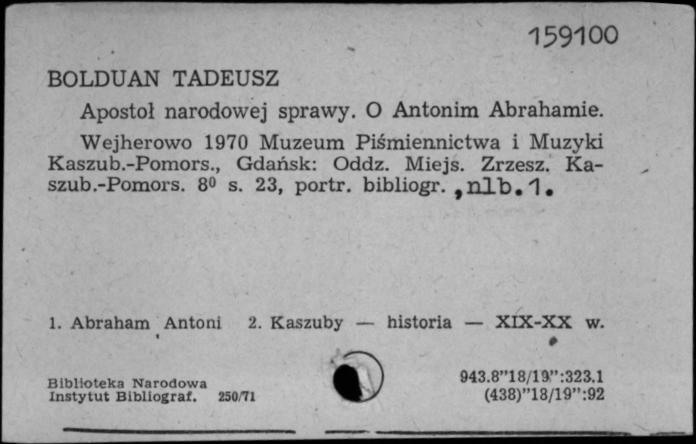 159100
BOLDUAN TADEUSZ
Apostoł narodowej sprawy. O Antonim Abrahamie.
Wejherowo 1970 Muzeum Piśmiennictwa i Muzyki
Kaszub.-Pomors., Gdańsk: Oddz. Miejs. Zrzesz. Ka-
szub.-Pomors. 8⁰ s. 23, portr. bibliogr. , nlb. 1.
1. Abraham Antoni 2. Kaszuby — historia — XIX-XX w.
943.8"18/19":323.1
Biblioteka Narodowa
Instytut Bibliograf. 250/71
(438)"18/19":92